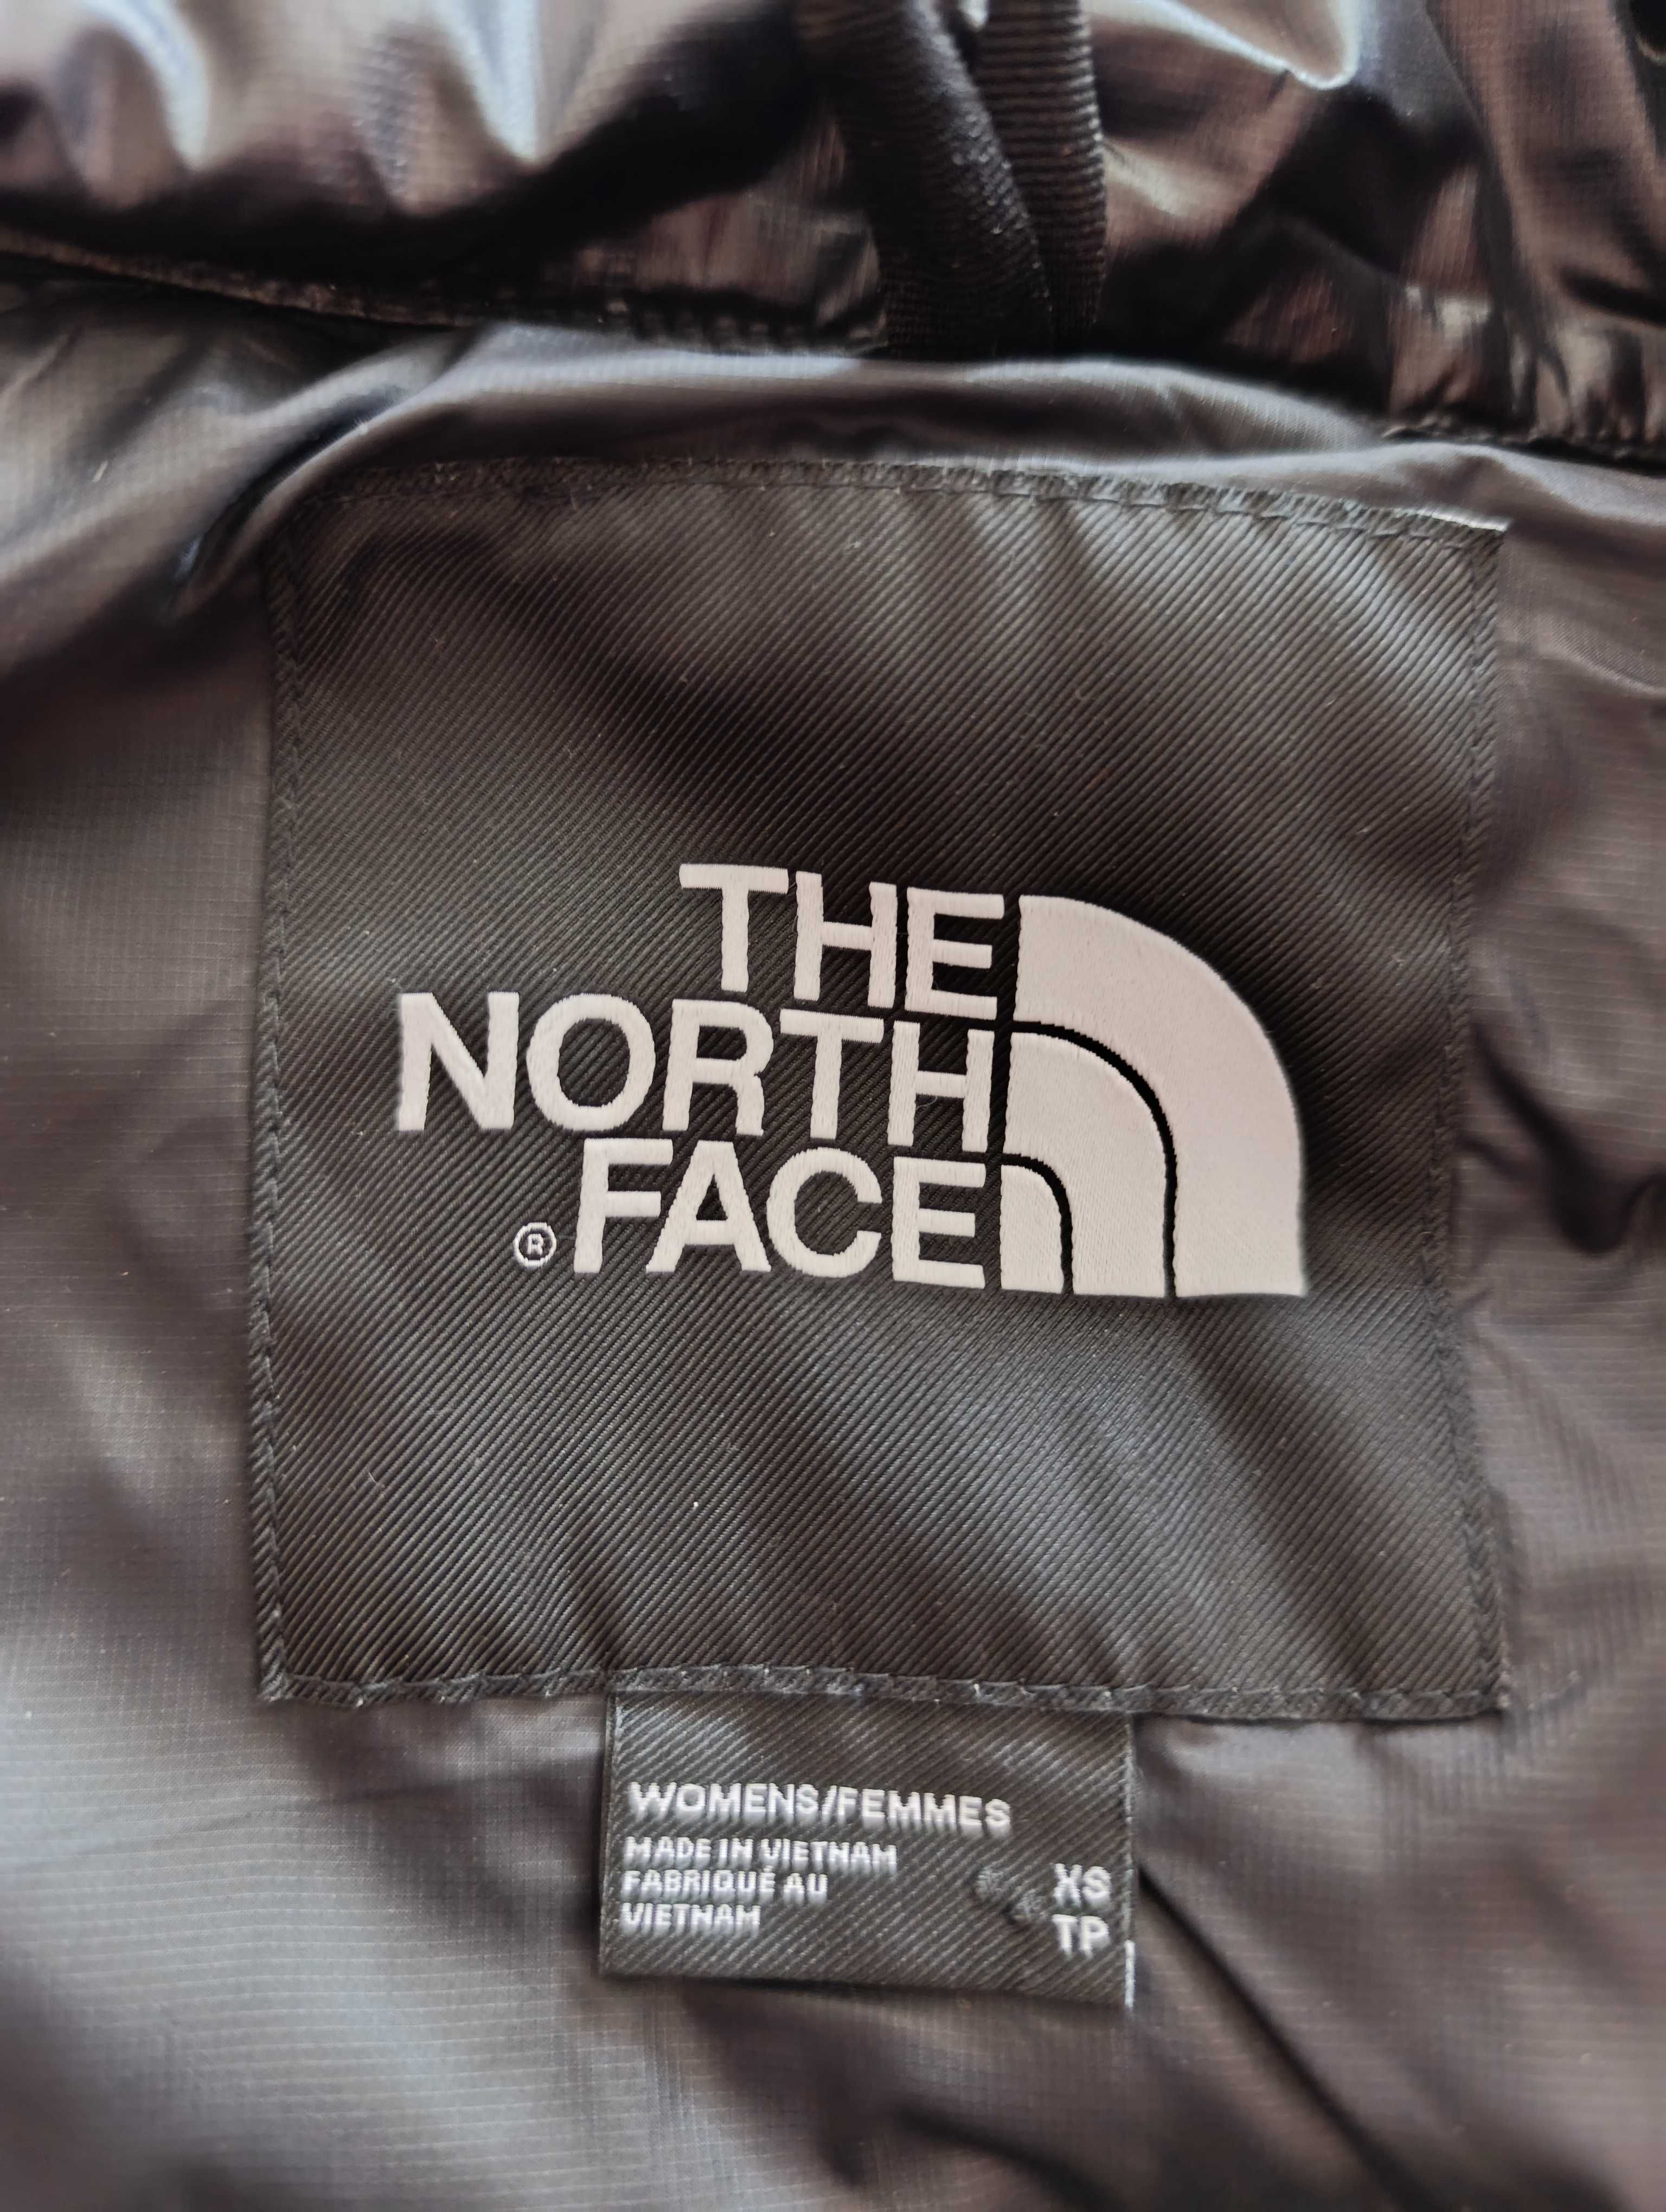 THE
NORTH
FACE
®
WOMENS/FEMMES
MADE IN VIETNAM
FABRIQUÉ AU
VIETNAM
XS
TP